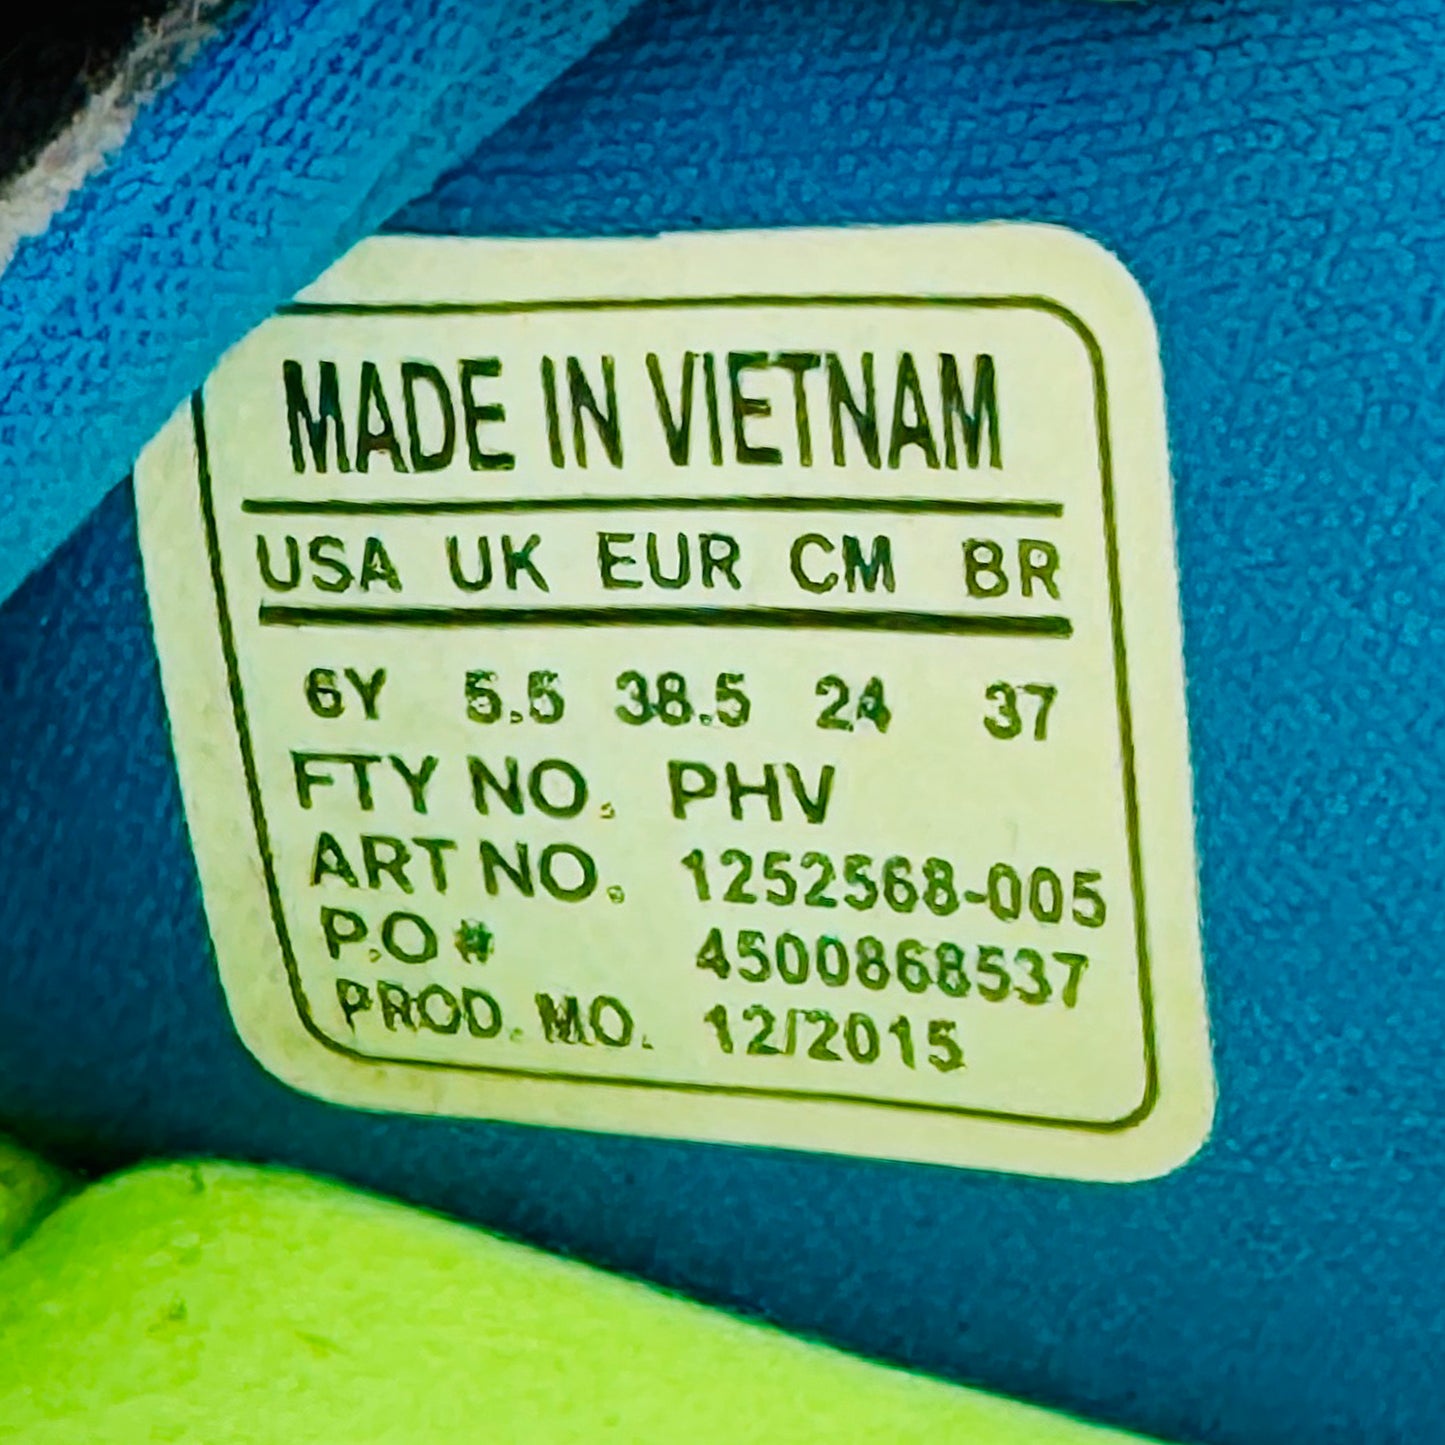 MADE IN VIETNAM
USA UK EUR CM BR
6Y 5.5 38.5 24 37
FTY NO. PHV
ART NO. 1252568-005
P.O# 4500868537
PROD. MO. 12/2015